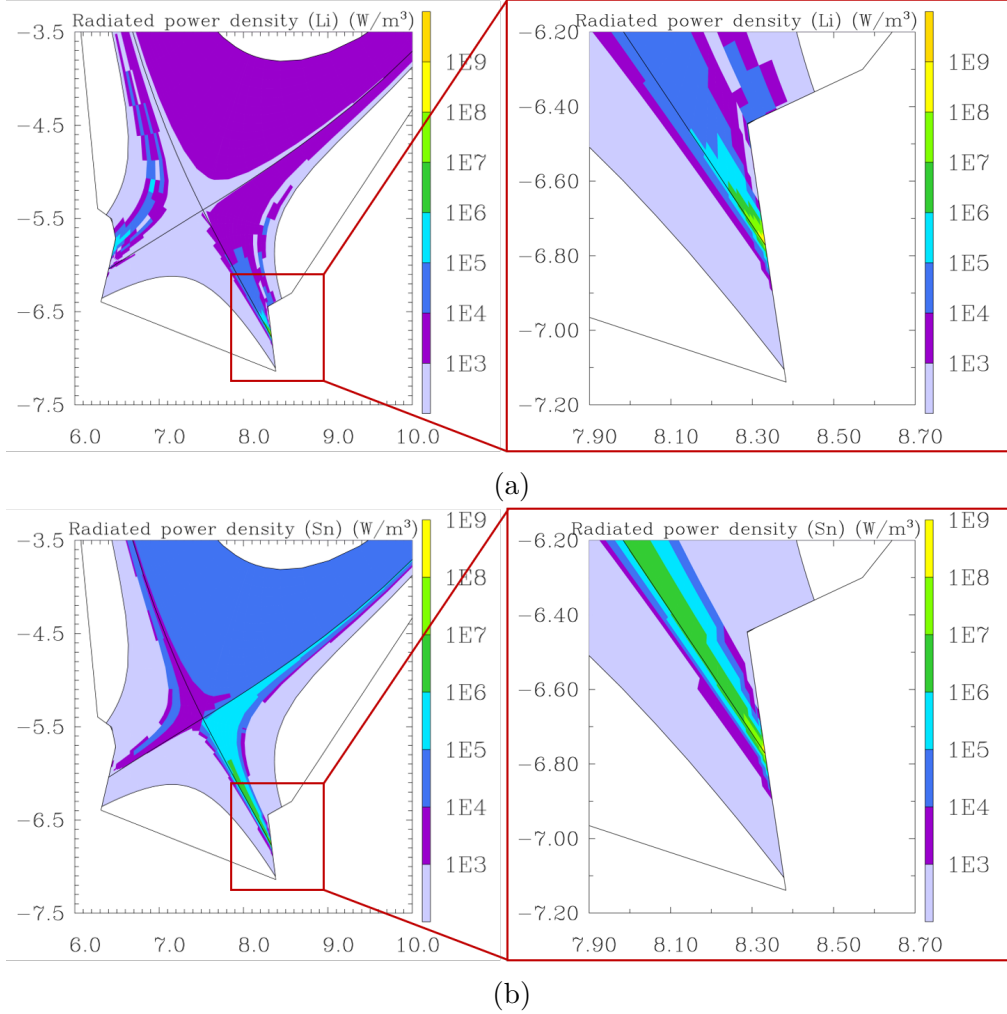 Radiated power density (Li) (W/m³)
-3.5
-4.5
-5.5
-6.5
-7.5
6.0 7.0 8.0 9.0 10.0
1E9
1E8
1E7
1E6
1E5
1E4
1E3
Radiated power density (Li) (W/m³)
-6.20
-6.40
-6.60
-6.80
-7.00
-7.20
7.90 8.10 8.30 8.50 8.70
1E9
1E8
1E7
1E6
1E5
1E4
1E3
(a)
Radiated power density (Sn) (W/m³)
-3.5
-4.5
-5.5
-6.5
-7.5
6.0 7.0 8.0 9.0 10.0
1E9
1E8
1E7
1E6
1E5
1E4
1E3
Radiated power density (Sn) (W/m³)
-6.20
-6.40
-6.60
-6.80
-7.00
-7.20
7.90 8.10 8.30 8.50 8.70
1E9
1E8
1E7
1E6
1E5
1E4
1E3
(b)